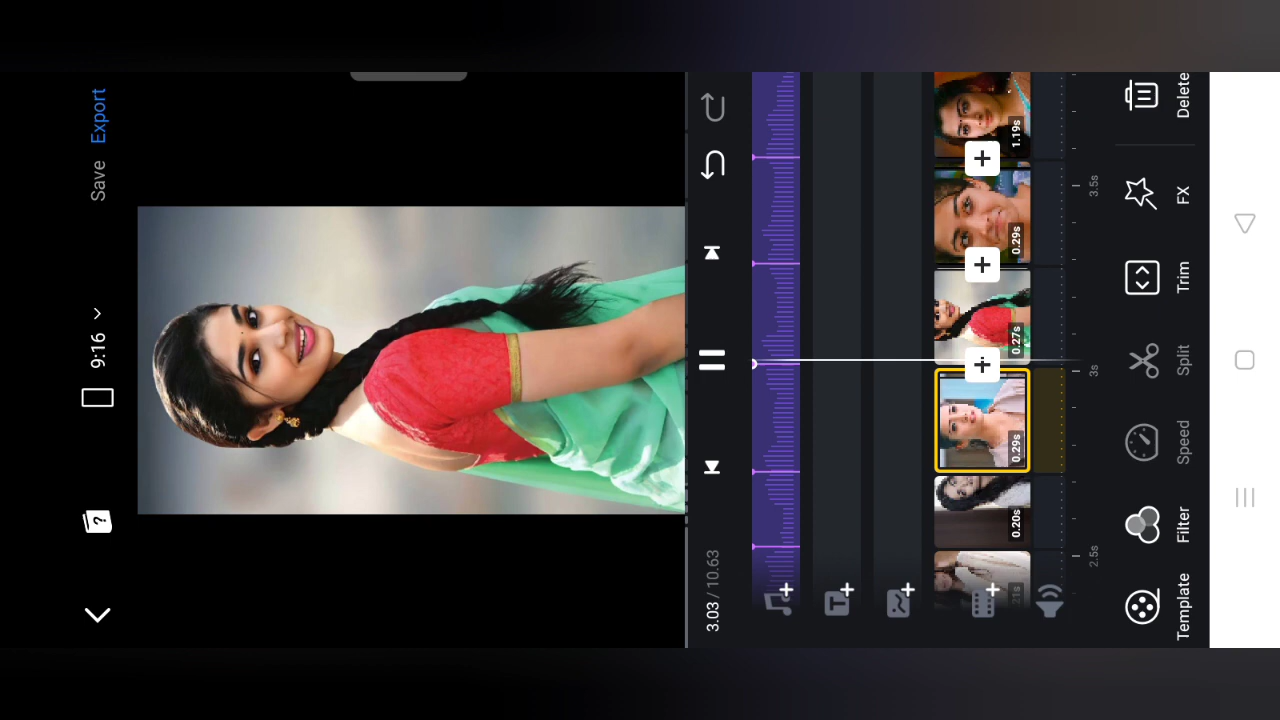 9:16
Save
Export
?
3.03 / 10.63
T
0.20s
0.29s
0.27s
0.29s
1.19s
2.5s
3s
3.5s
Template
Filter
Speed
Split
Trim
FX
Delete